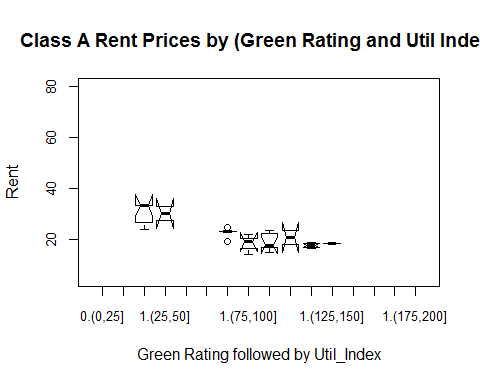 Class A Rent Prices by (Green Rating and Util Inde
80
60
40
20
Rent
0.(0,25] 1.(25,50] 1.(75,100] 1.(125,150] 1.(175,200]
Green Rating followed by Util_Index